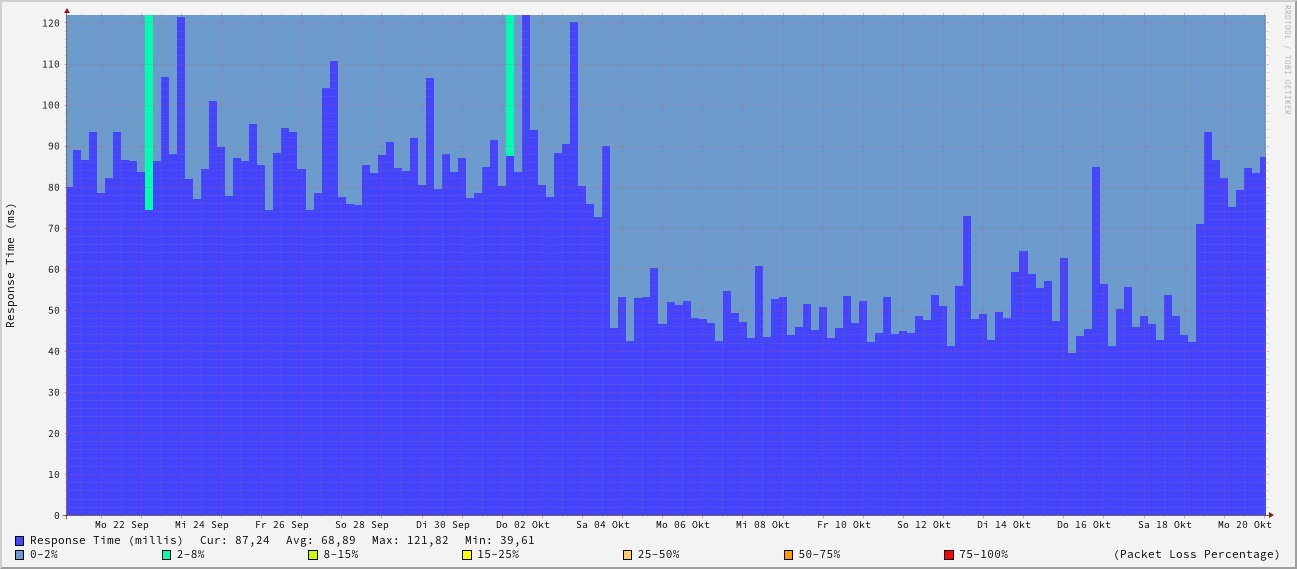 RRDTOOL / TOBI OETIKER
Response Time (ms)
120
110
100
90
80
70
60
50
40
30
20
10
0
Mo 22 Sep Mi 24 Sep Fr 26 Sep So 28 Sep Di 30 Sep Do 02 Okt Sa 04 Okt Mo 06 Okt Mi 08 Okt Fr 10 Okt So 12 Okt Di 14 Okt Do 16 Okt Sa 18 Okt Mo 20 Okt
Response Time (millis) Cur: 87,24 Avg: 68,89 Max: 121,82 Min: 39,61
0-2% 2-8% 8-15% 15-25% 25-50% 50-75% 75-100% (Packet Loss Percentage)